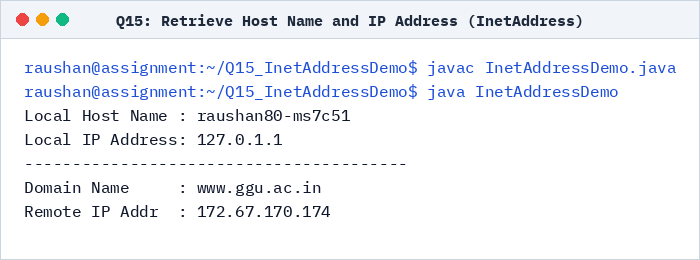 Q15: Retrieve Host Name and IP Address (InetAddress)
raushan@assignment:~/Q15_InetAddressDemo$ javac InetAddressDemo.java
raushan@assignment:~/Q15_InetAddressDemo$ java InetAddressDemo
Local Host Name : raushan80-ms7c51
Local IP Address: 127.0.1.1
----------------------------------------
Domain Name     : www.ggu.ac.in
Remote IP Addr  : 172.67.170.174